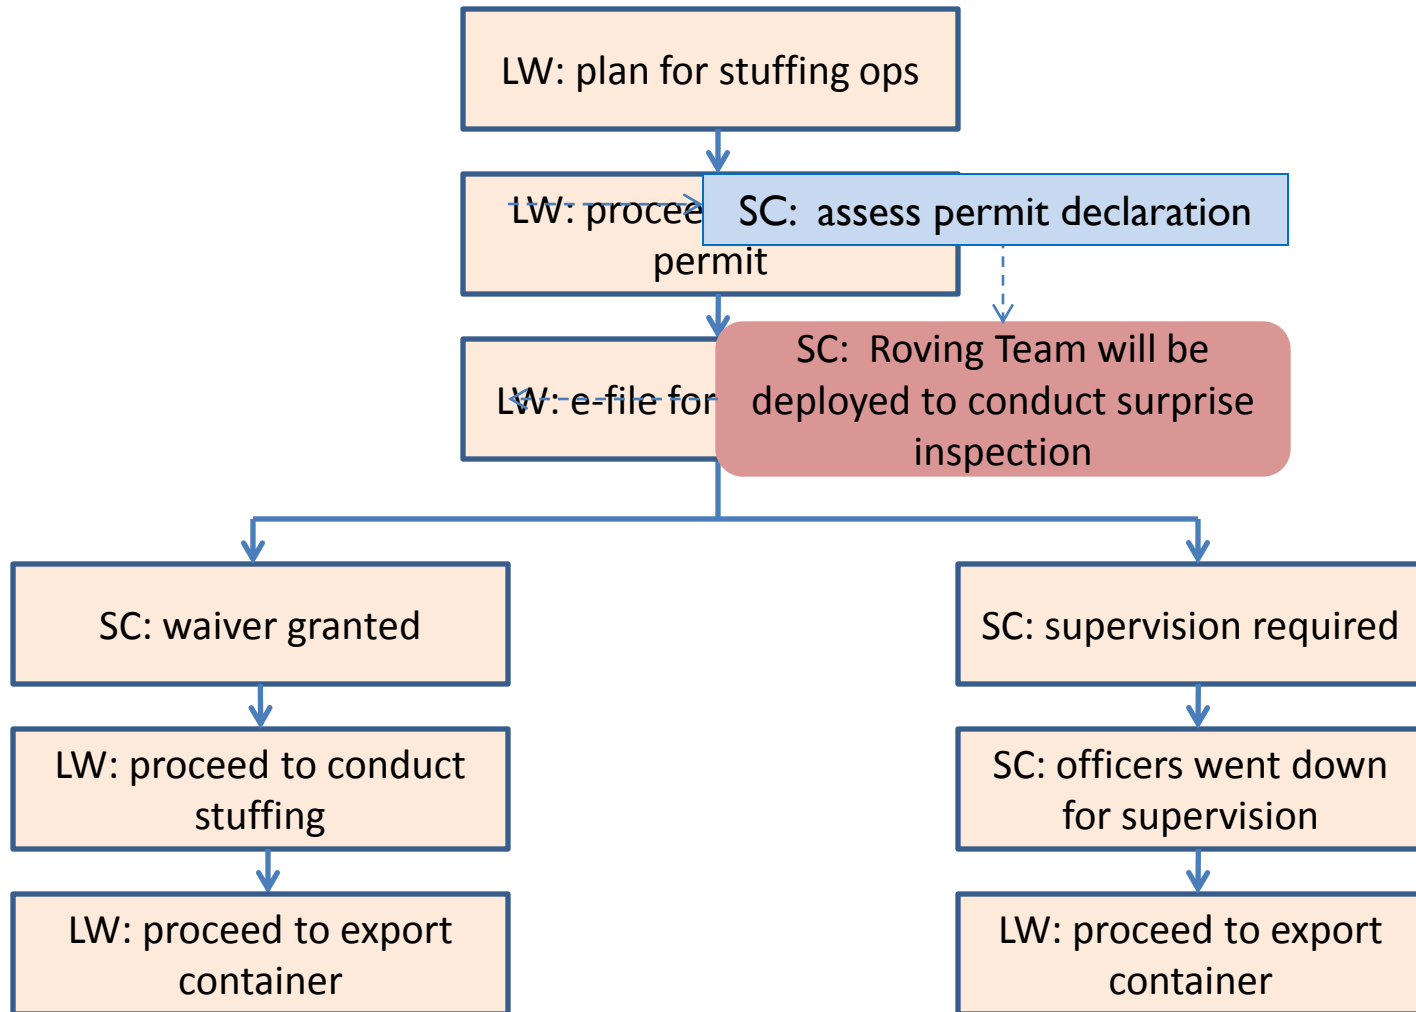 LW: plan for stuffing ops
LW:
SC: assess permit declaration
permit
LW: e-file for
SC: Roving Team will be
deployed to conduct surprise
inspection
SC: waiver granted
SC: supervision required
LW: proceed to conduct
stuffing
SC: officers went down
for supervision
LW: proceed to export
container
LW: proceed to export
container